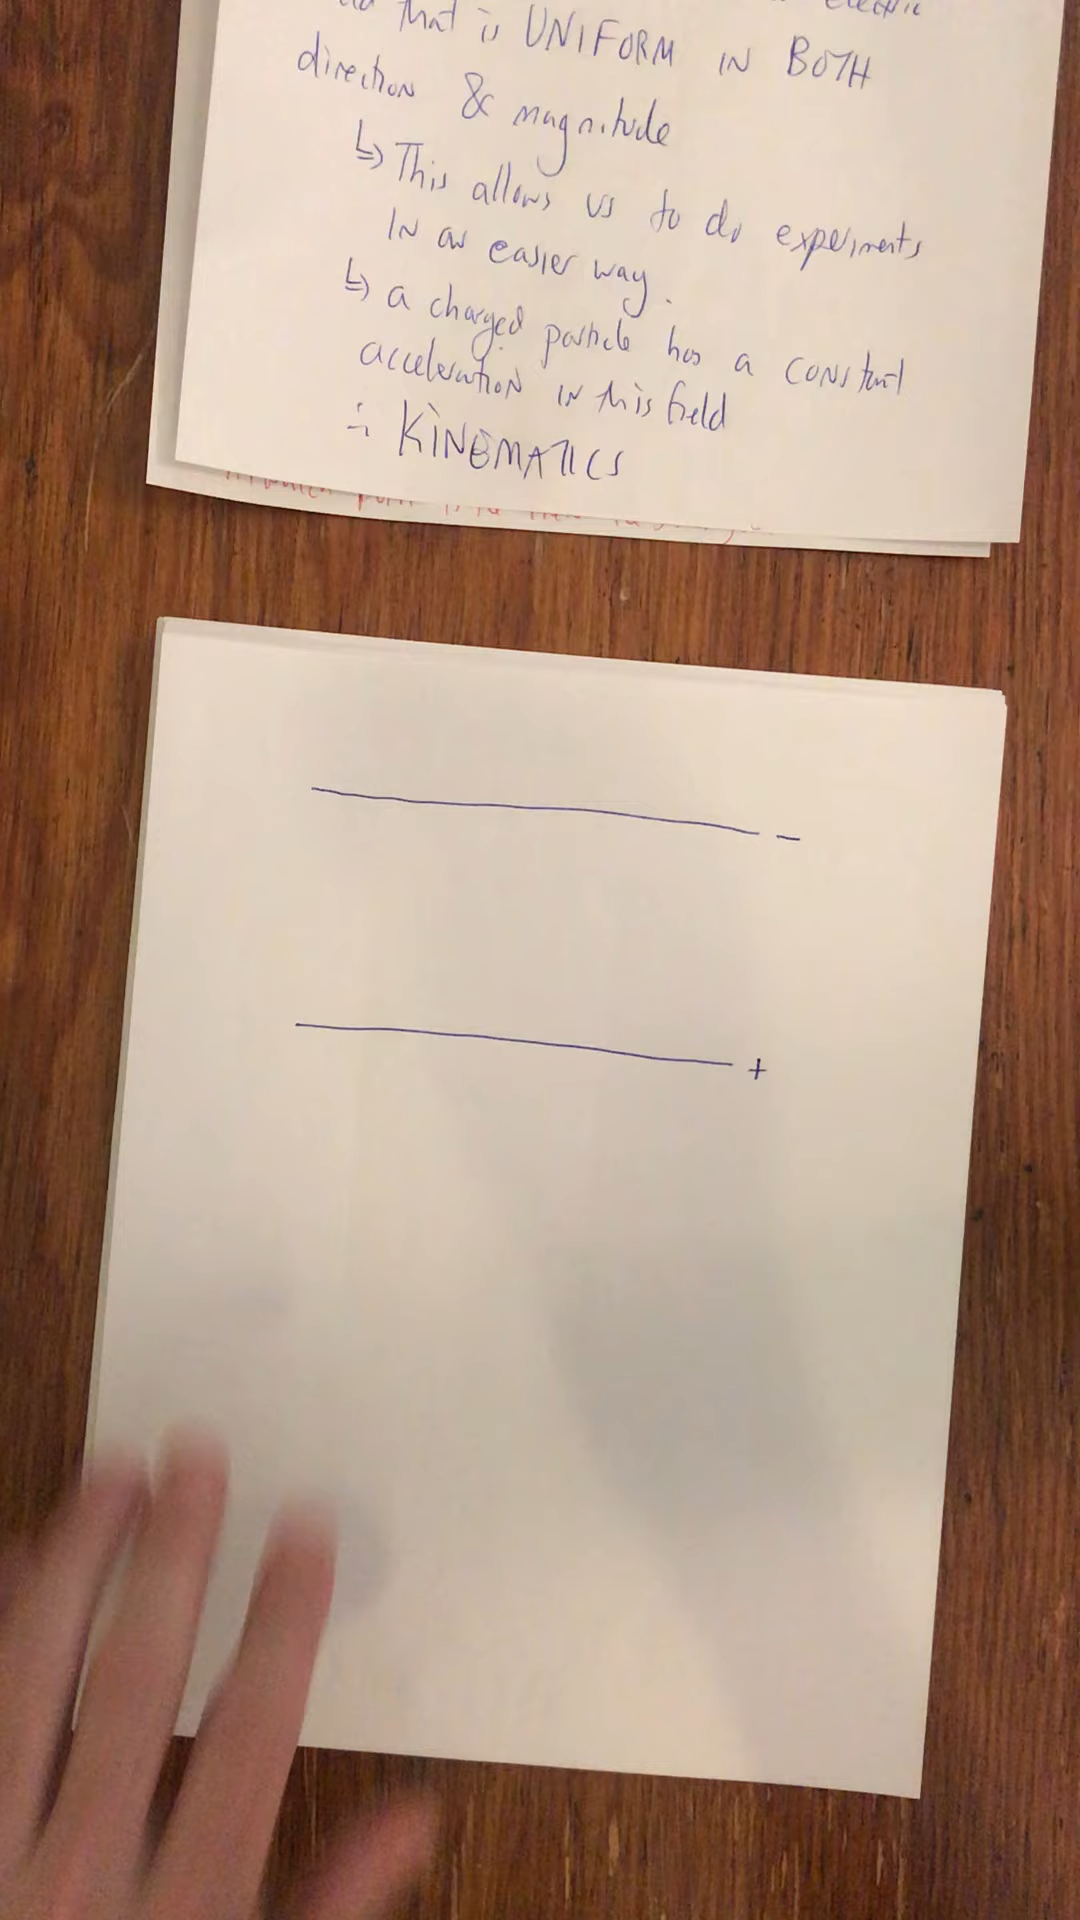 electric
that is UNIFORM IN BOTH
direction & magnitude
↳ This allows us to do experiments
IN an easier way.
↳ a charged particle has a constant
acceleration IN this field
∴ KINEMATICS
−
+